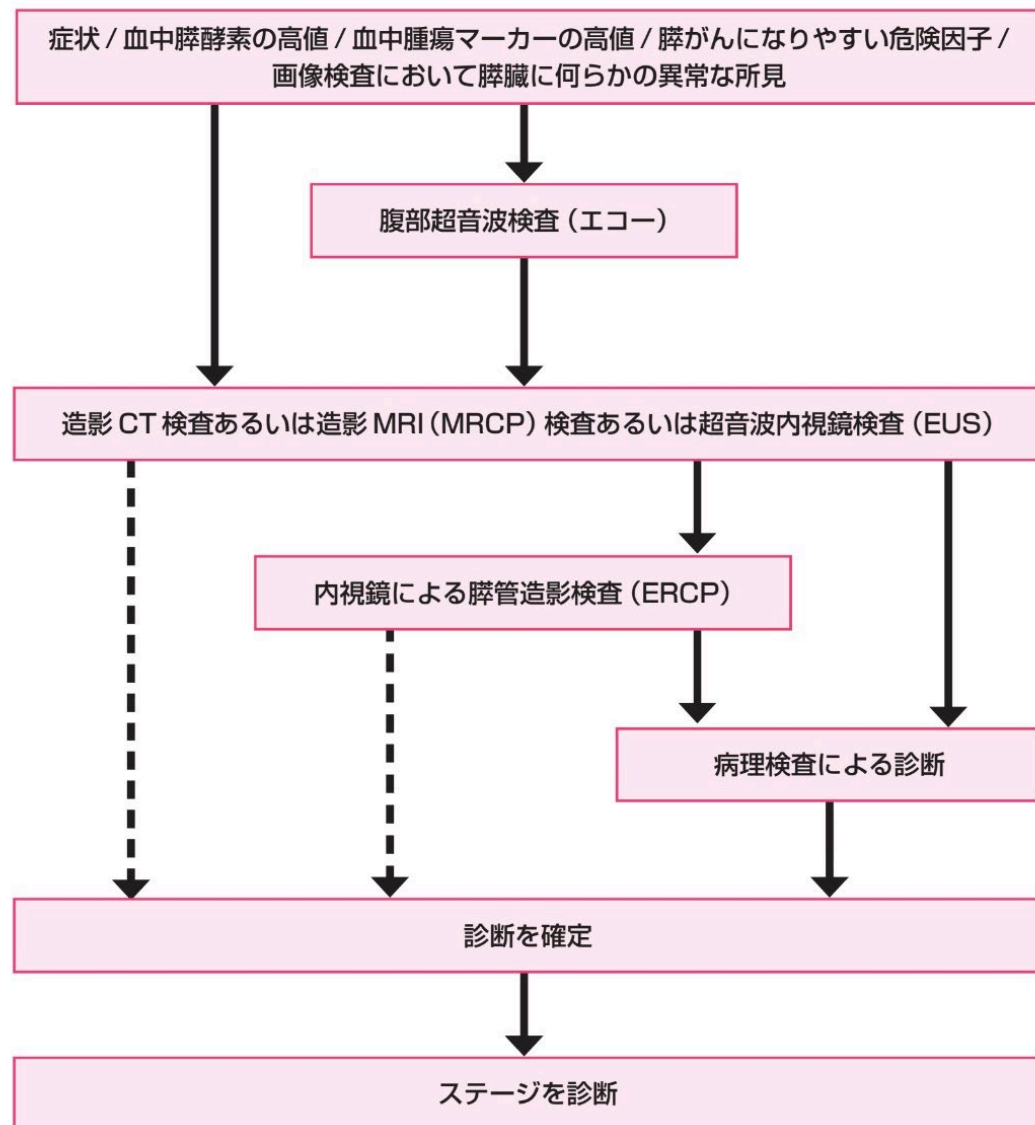 症状 / 血中膵酵素の高値 / 血中腫瘍マーカーの高値 / 膵がんになりやすい危険因子 /
画像検査において膵臓に何らかの異常な所見
腹部超音波検査（エコー）
造影 CT 検査あるいは造影 MRI（MRCP）検査あるいは超音波内視鏡検査（EUS）
内視鏡による膵管造影検査（ERCP）
病理検査による診断
診断を確定
ステージを診断